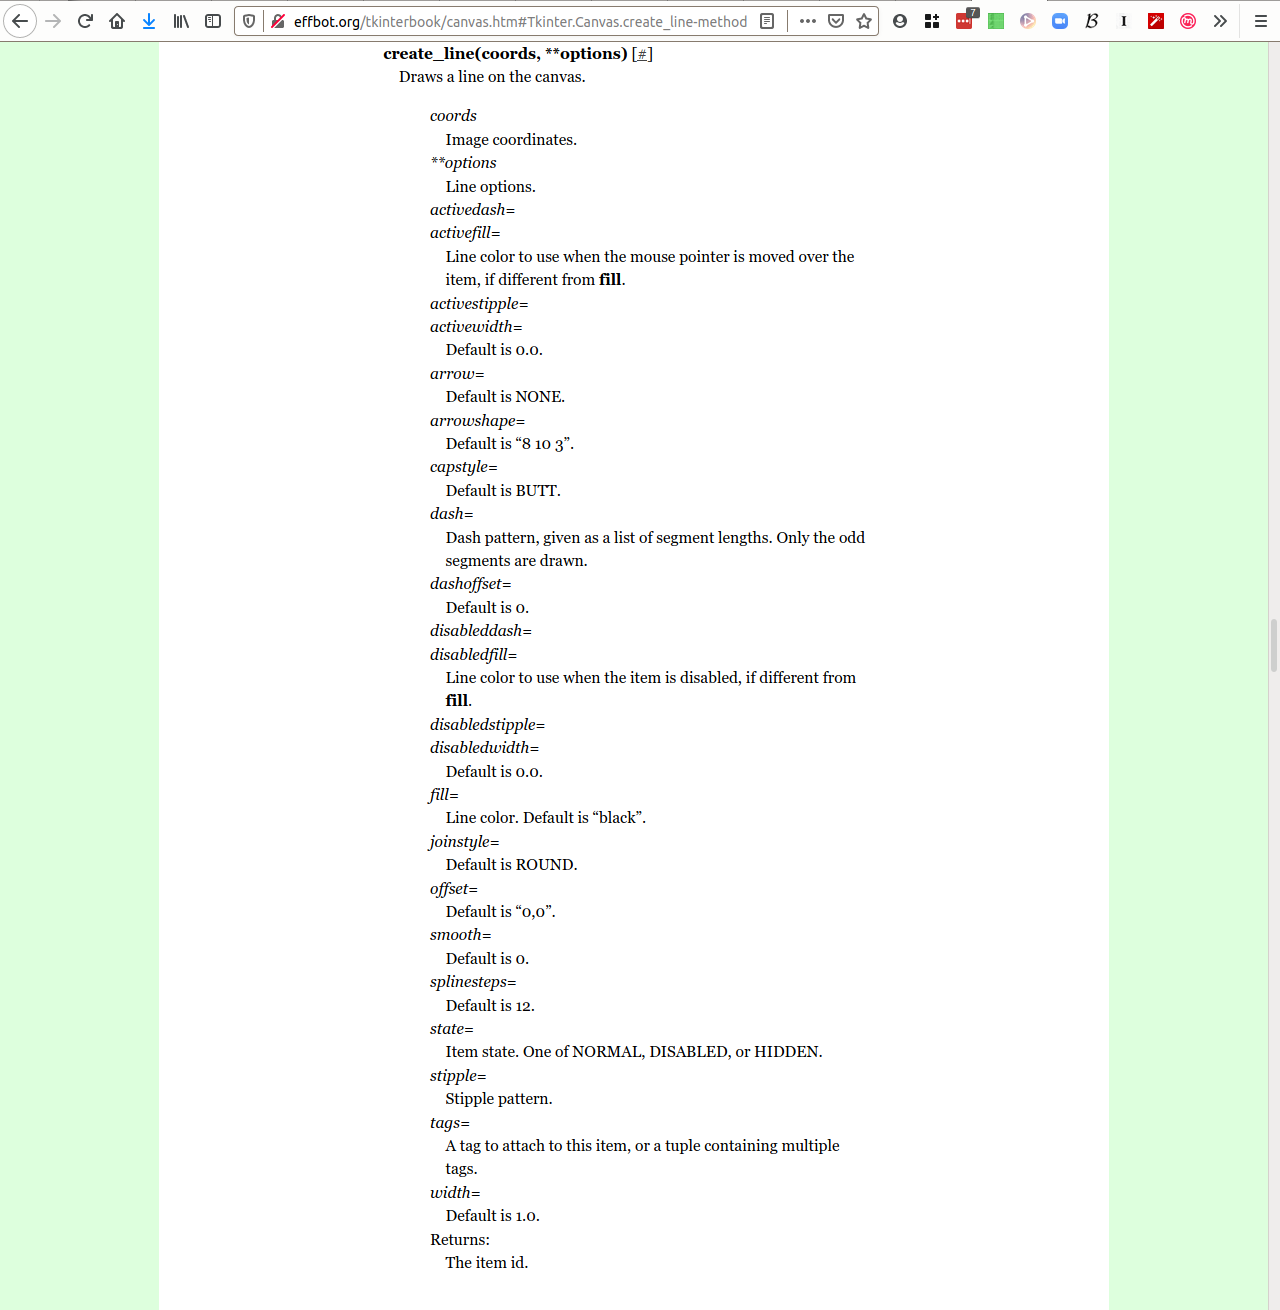 effbot.org/tkinterbook/canvas.htm#Tkinter.Canvas.create_line-method
7
create_line(coords, **options) [#]
Draws a line on the canvas.
coords
Image coordinates.
**options
Line options.
activedash=
activefill=
Line color to use when the mouse pointer is moved over the
item, if different from fill.
activestipple=
activewidth=
Default is 0.0.
arrow=
Default is NONE.
arrowshape=
Default is “8 10 3”.
capstyle=
Default is BUTT.
dash=
Dash pattern, given as a list of segment lengths. Only the odd
segments are drawn.
dashoffset=
Default is 0.
disableddash=
disabledfill=
Line color to use when the item is disabled, if different from
fill.
disabledstipple=
disabledwidth=
Default is 0.0.
fill=
Line color. Default is “black”.
joinstyle=
Default is ROUND.
offset=
Default is “0,0”.
smooth=
Default is 0.
splinesteps=
Default is 12.
state=
Item state. One of NORMAL, DISABLED, or HIDDEN.
stipple=
Stipple pattern.
tags=
A tag to attach to this item, or a tuple containing multiple
tags.
width=
Default is 1.0.
Returns:
The item id.